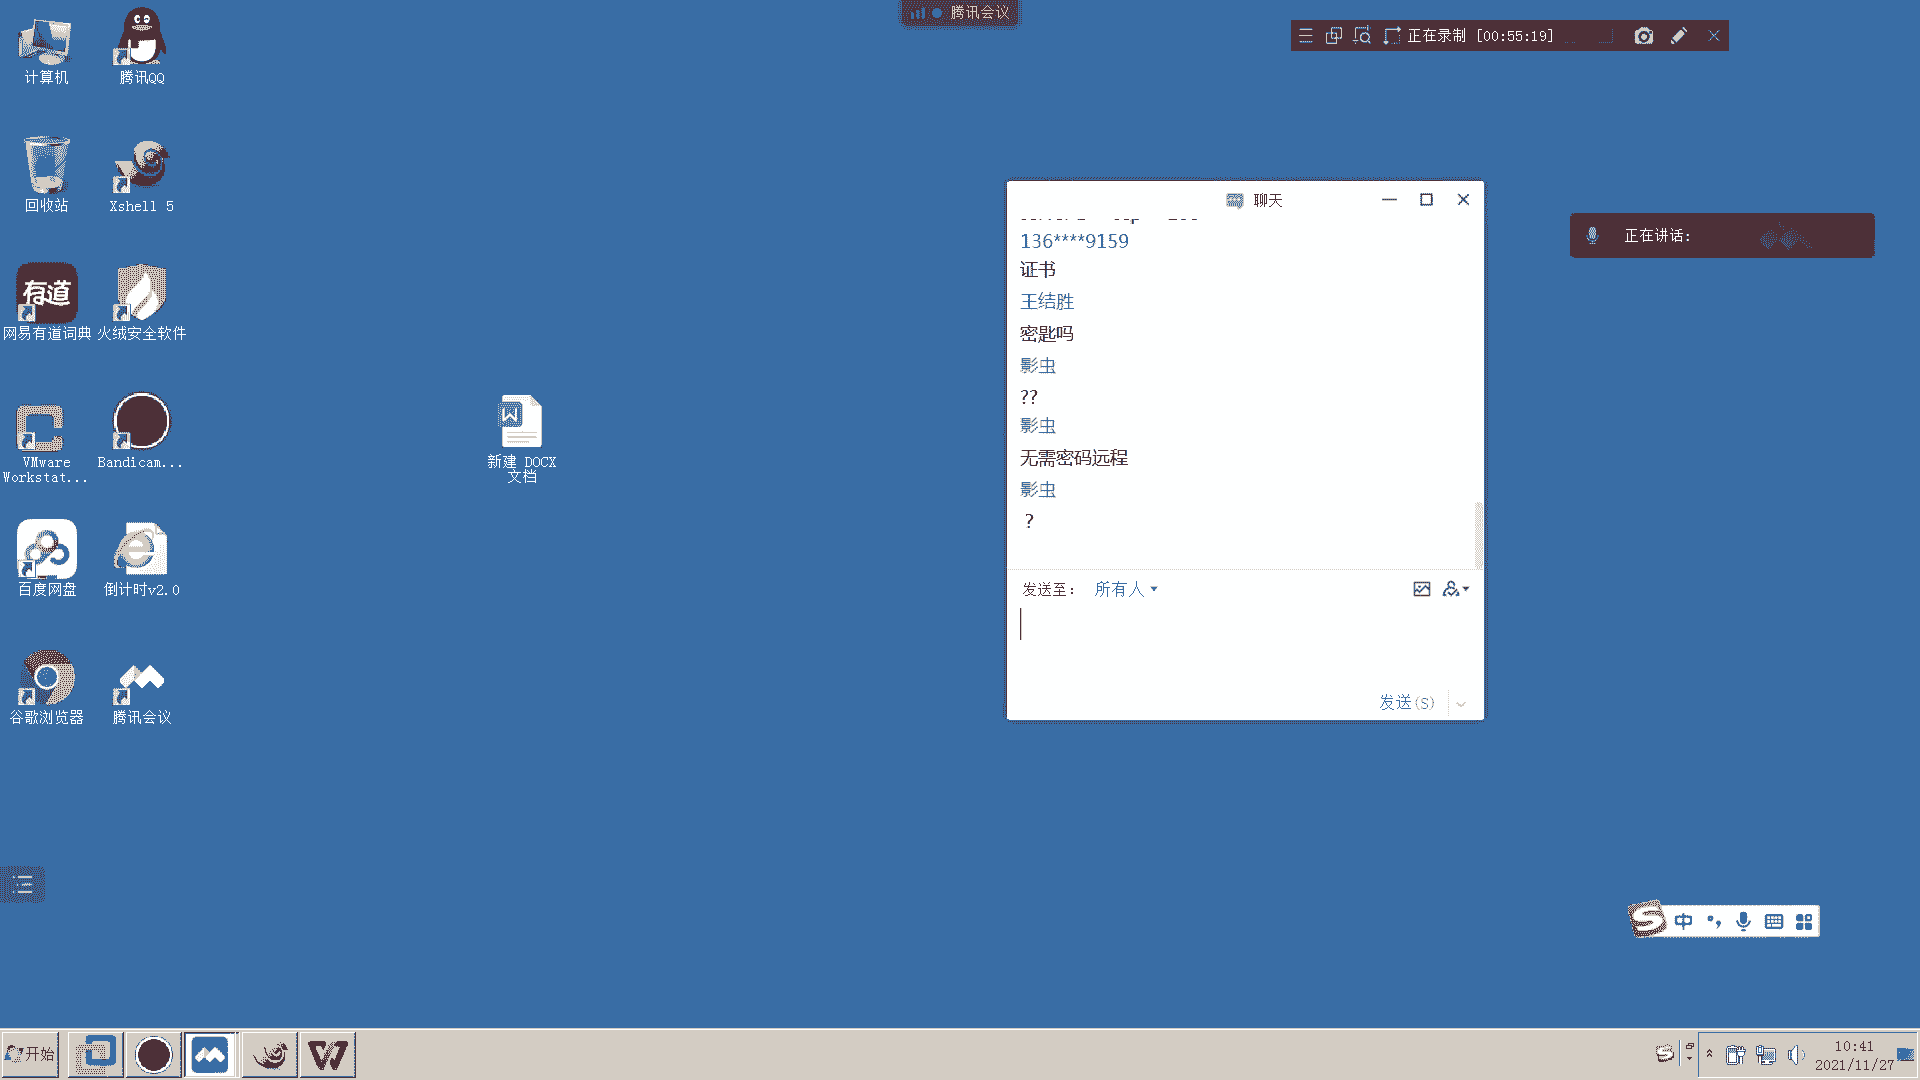 腾讯会议
正在录制 [00:55:19]
计算机
腾讯QQ
回收站
Xshell 5
有道
网易有道词典
火绒安全软件
VMware
Workstat...
Bandicam...
新建 DOCX
文档
百度网盘
倒计时v2.0
谷歌浏览器
腾讯会议
聊天
136****9159
证书
王结胜
密匙吗
影虫
??
影虫
无需密码远程
影虫
?
发送至:
所有人
发送(S)
正在讲话:
中
开始
10:41
2021/11/27